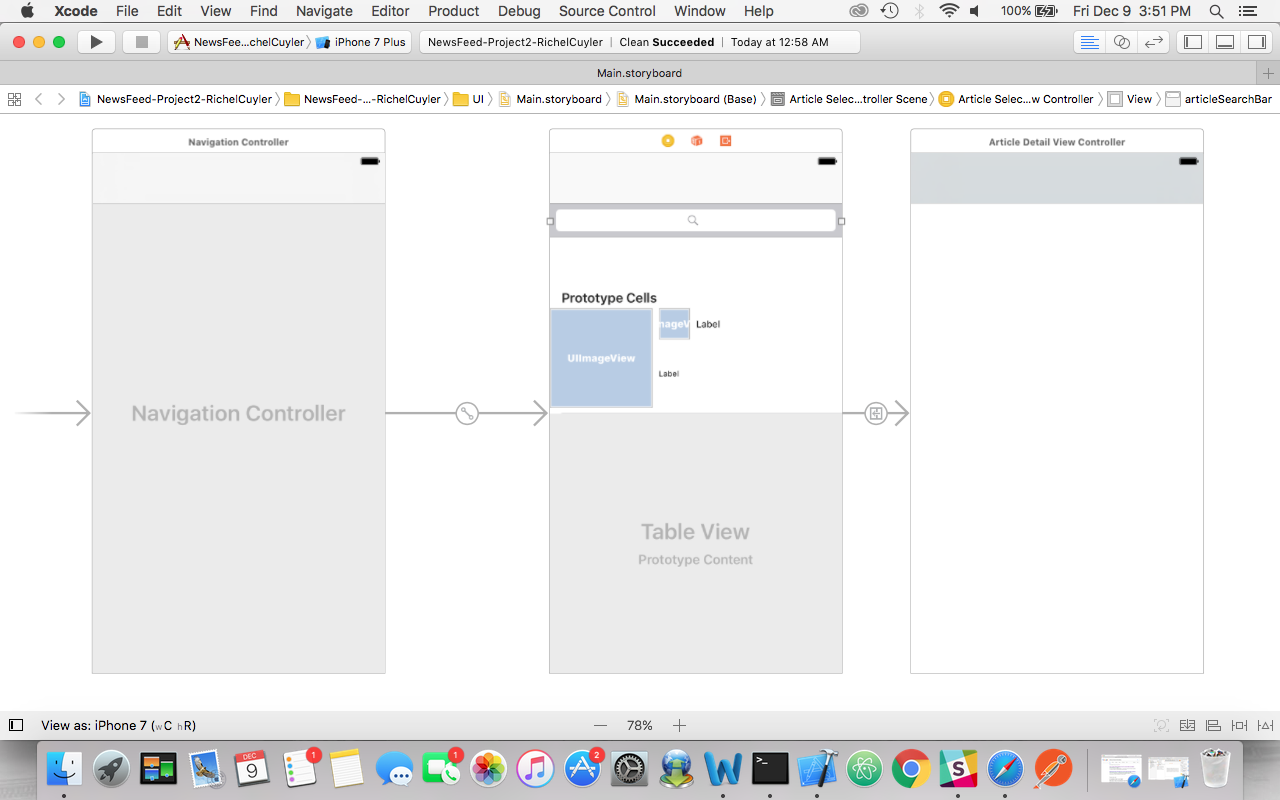 Xcode File Edit View Find Navigate Editor Product Debug Source Control Window Help 100% Fri Dec 9 3:51 PM
NewsFee...chelCuyler iPhone 7 Plus NewsFeed-Project2-RichelCuyler | Clean Succeeded | Today at 12:58 AM
Main.storyboard
NewsFeed-Project2-RichelCuyler NewsFeed-...-RichelCuyler UI Main.storyboard Main.storyboard (Base) Article Selec...troller Scene Article Selec...w Controller View articleSearchBar
Navigation Controller
Article Detail View Controller
Prototype Cells
mageV Label
UIImageView
Label
Navigation Controller
Table View
Prototype Content
View as: iPhone 7 (wC hR) 78%
DEC
9
1
1
2